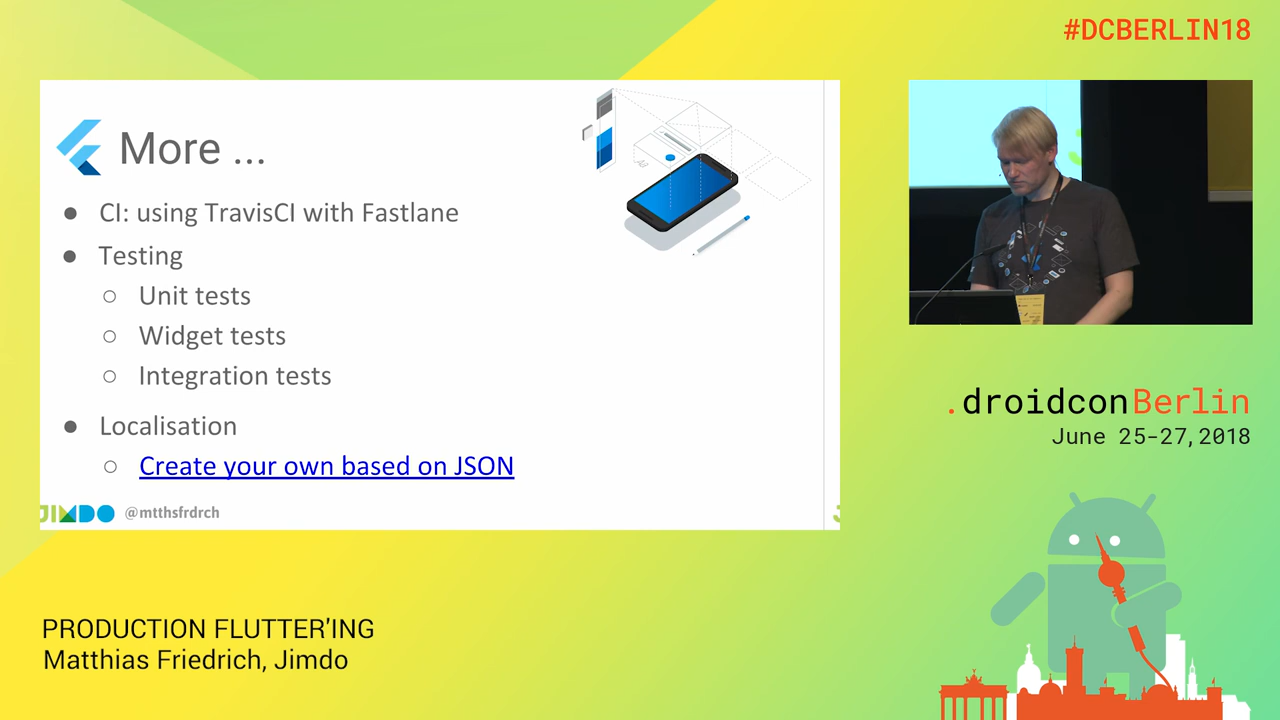 #DCBERLIN18
More ...
● CI: using TravisCI with Fastlane
● Testing
○ Unit tests
○ Widget tests
○ Integration tests
● Localisation
○ Create your own based on JSON
JIMDO @mtthsfrdrch
.droidconBerlin
June 25-27, 2018
PRODUCTION FLUTTER'ING
Matthias Friedrich, Jimdo